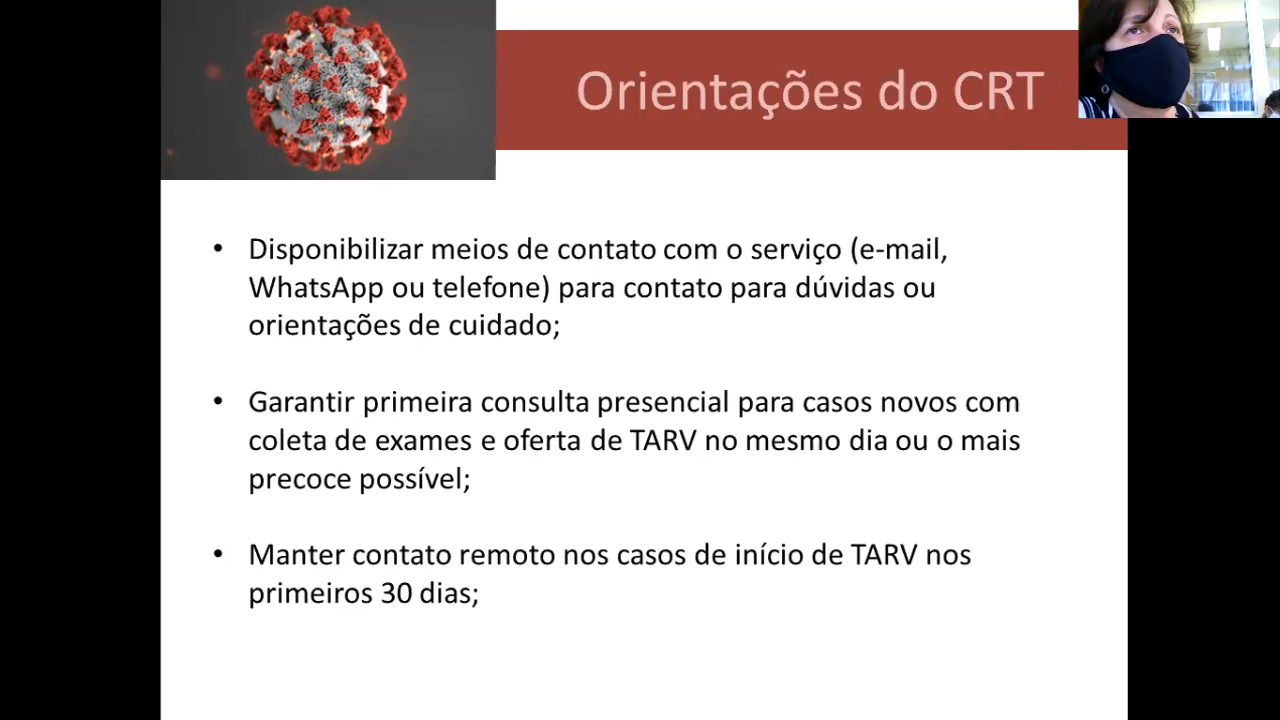 Orientações do CRT
• Disponibilizar meios de contato com o serviço (e-mail,
WhatsApp ou telefone) para contato para dúvidas ou
orientações de cuidado;
• Garantir primeira consulta presencial para casos novos com
coleta de exames e oferta de TARV no mesmo dia ou o mais
precoce possível;
• Manter contato remoto nos casos de início de TARV nos
primeiros 30 dias;